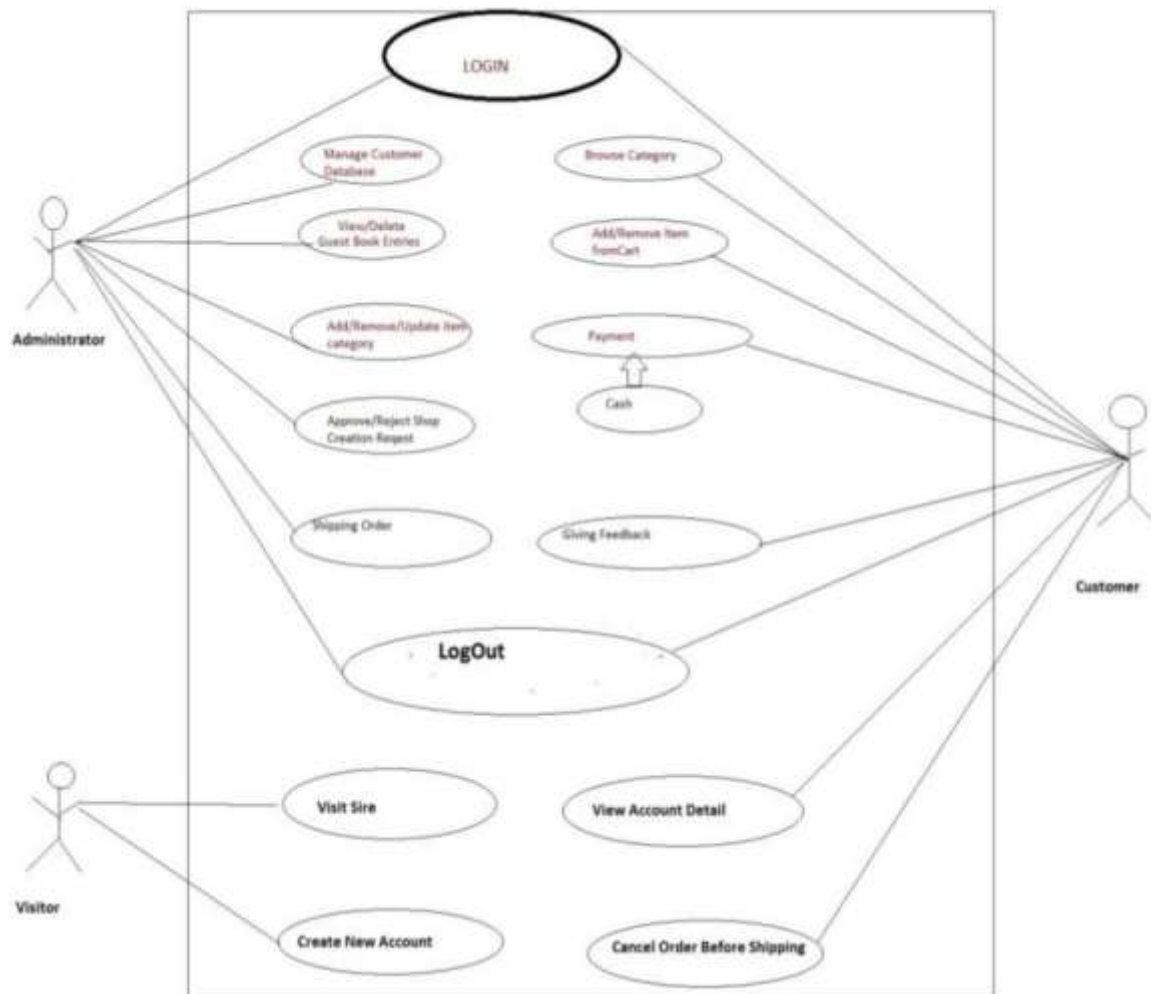 LOGIN
Manage Customer
Database
Browse Category
View/Delete
Guest Book Entries
Add/Remove Item
fromCart
Administrator
Add/Remove/Update Item
category
Payment
Cash
Approve/Reject Shop
Creation Reqest
Shipping Order
Giving Feedback
Customer
LogOut
Visit Sire
View Account Detail
Visitor
Create New Account
Cancel Order Before Shipping